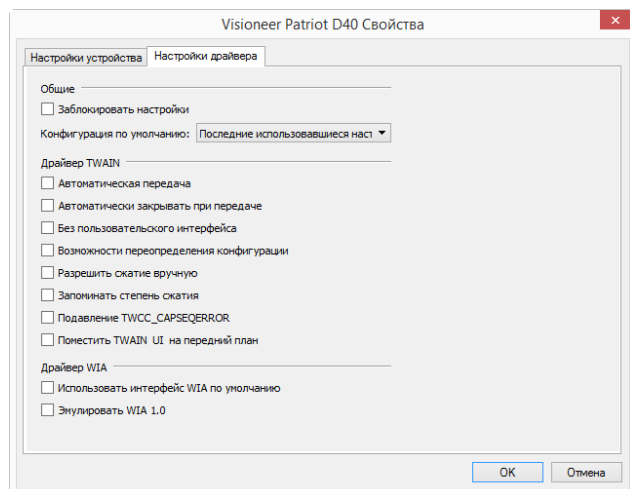 Visioneer Patriot D40 Свойства
Настройки устройства Настройки драйвера
Общие
Заблокировать настройки
Конфигурация по умолчанию: Последние использовавшиеся наст
Драйвер TWAIN
Автоматическая передача
Автоматически закрывать при передаче
Без пользовательского интерфейса
Возможности переопределения конфигурации
Разрешить сжатие вручную
Запоминать степень сжатия
Подавление TWCC_CAPSEQERROR
Поместить TWAIN UI на передний план
Драйвер WIA
Использовать интерфейс WIA по умолчанию
Эмулировать WIA 1.0
OK Отмена